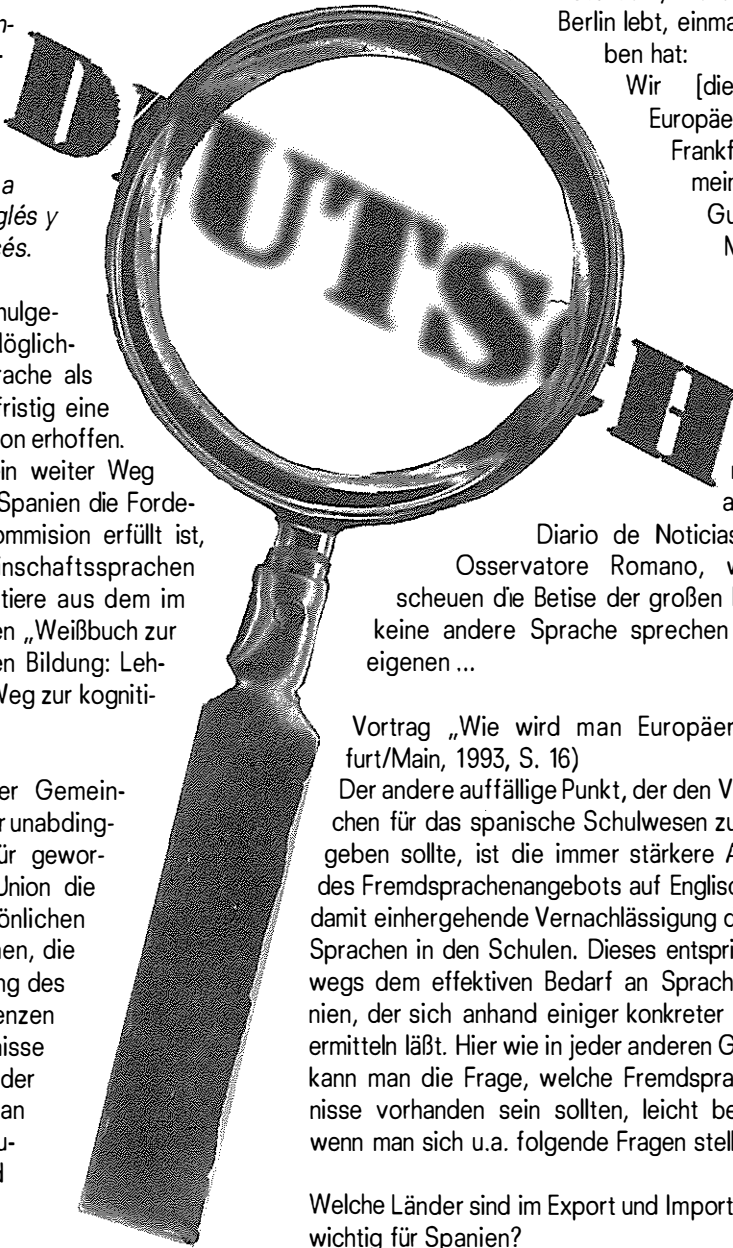 DEUTSCH
a
glés y
cés.
nulge-
löglich-
rache als
fristig eine
on erhoffen.
in weiter Weg
Spanien die Forde-
ommision erfüllt ist,
inschaftssprachen
tiere aus dem im
en „Weißbuch zur
en Bildung: Leh-
Weg zur kogniti-
er Gemein-
r unabding-
ür gewor-
Union die
önlichen
nen, die
ng des
enzen
nisse
der
an
u-
d
Berlin lebt, einma
ben hat:
Wir [die
Europäe
Frankf
mein
Gu
M
a
Diario de Noticias
Osservatore Romano, w
scheuen die Betise der großen
keine andere Sprache sprechen
eigenen ...
Vortrag „Wie wird man Europäer
furt/Main, 1993, S. 16)
Der andere auffällige Punkt, der den V
chen für das spanische Schulwesen zu
geben sollte, ist die immer stärkere A
des Fremdsprachenangebots auf Englisc
damit einhergehende Vernachlässigung d
Sprachen in den Schulen. Dieses entspri
wegs dem effektiven Bedarf an Sprach
nien, der sich anhand einiger konkreter
ermitteln läßt. Hier wie in jeder anderen G
kann man die Frage, welche Fremdspra
nisse vorhanden sein sollten, leicht be
wenn man sich u.a. folgende Fragen stell
Welche Länder sind im Export und Import
wichtig für Spanien?